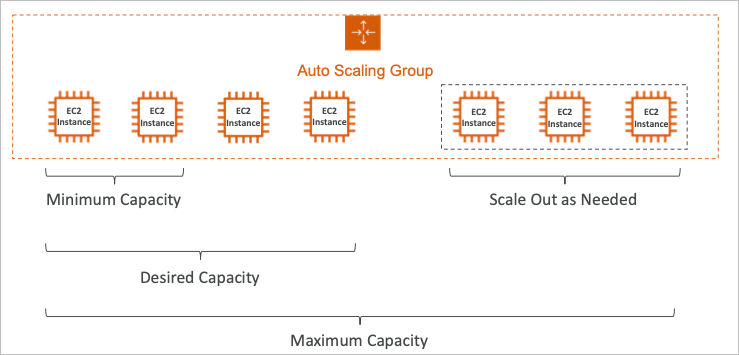 Auto Scaling Group
EC2
Instance
EC2
Instance
EC2
Instance
EC2
Instance
EC2
Instance
EC2
Instance
EC2
Instance
Minimum Capacity
Scale Out as Needed
Desired Capacity
Maximum Capacity